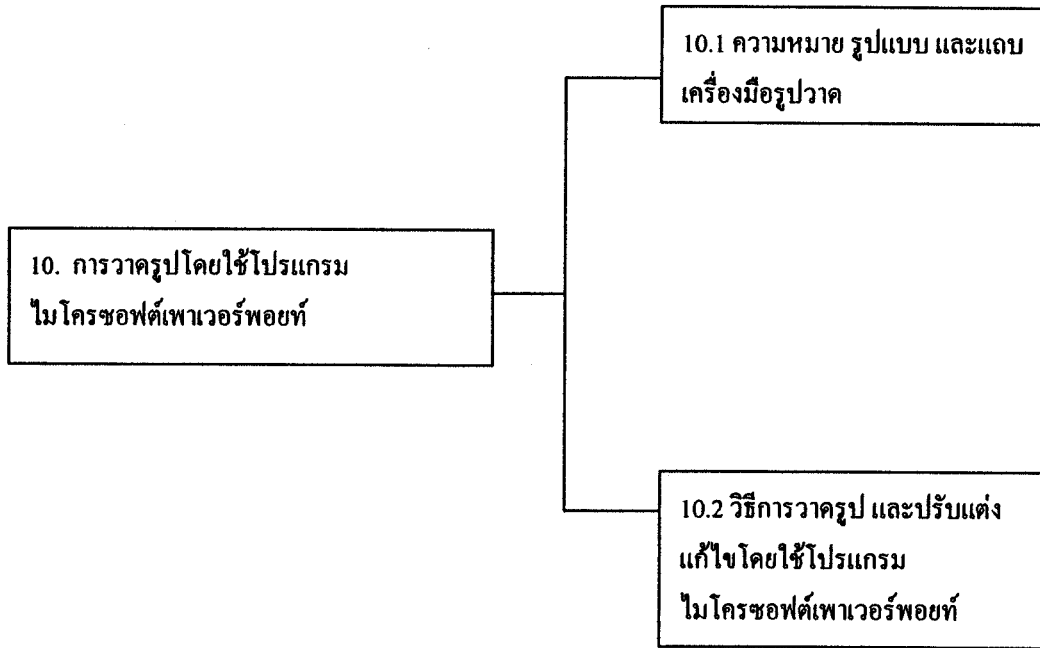 10.1 ความหมาย รูปแบบ และแถบ
เครื่องมือรูปวาด
10. การวาดรูปโดยใช้โปรแกรม
ไมโครซอฟต์เพาเวอร์พอยท์
10.2 วิธีการวาดรูป และปรับแต่ง
แก้ไขโดยใช้โปรแกรม
ไมโครซอฟต์เพาเวอร์พอยท์